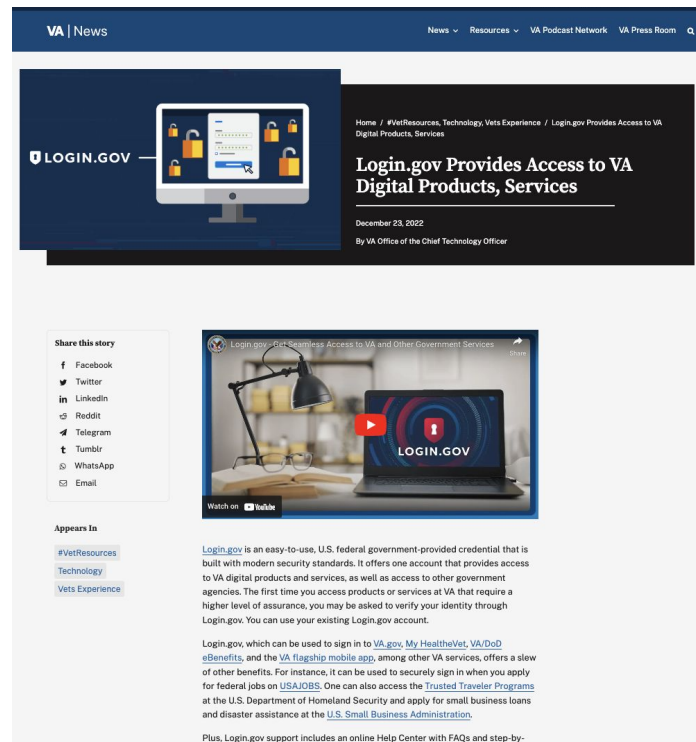 VA | News
News Resources VA Podcast Network VA Press Room
LOGIN.GOV
Home / #VetResources, Technology, Vets Experience / Login.gov Provides Access to VA
Digital Products, Services
Login.gov Provides Access to VA
Digital Products, Services
December 23, 2022
By VA Office of the Chief Technology Officer
Share this story
Facebook
Twitter
LinkedIn
Reddit
Telegram
Tumblr
WhatsApp
Email
Appears In
#VetResources
Technology
Vets Experience
Login.gov - Get Seamless Access to VA and Other Government Services
Share
LOGIN.GOV
Watch on YouTube
Login.gov is an easy-to-use, U.S. federal government-provided credential that is
built with modern security standards. It offers one account that provides access
to VA digital products and services, as well as access to other government
agencies. The first time you access products or services at VA that require a
higher level of assurance, you may be asked to verify your identity through
Login.gov. You can use your existing Login.gov account.
Login.gov, which can be used to sign in to VA.gov, My HealtheVet, VA/DoD
eBenefits, and the VA flagship mobile app, among other VA services, offers a slew
of other benefits. For instance, it can be used to securely sign in when you apply
for federal jobs on USAJOBS. One can also access the Trusted Traveler Programs
at the U.S. Department of Homeland Security and apply for small business loans
and disaster assistance at the U.S. Small Business Administration.
Plus, Login.gov support includes an online Help Center with FAQs and step-by-